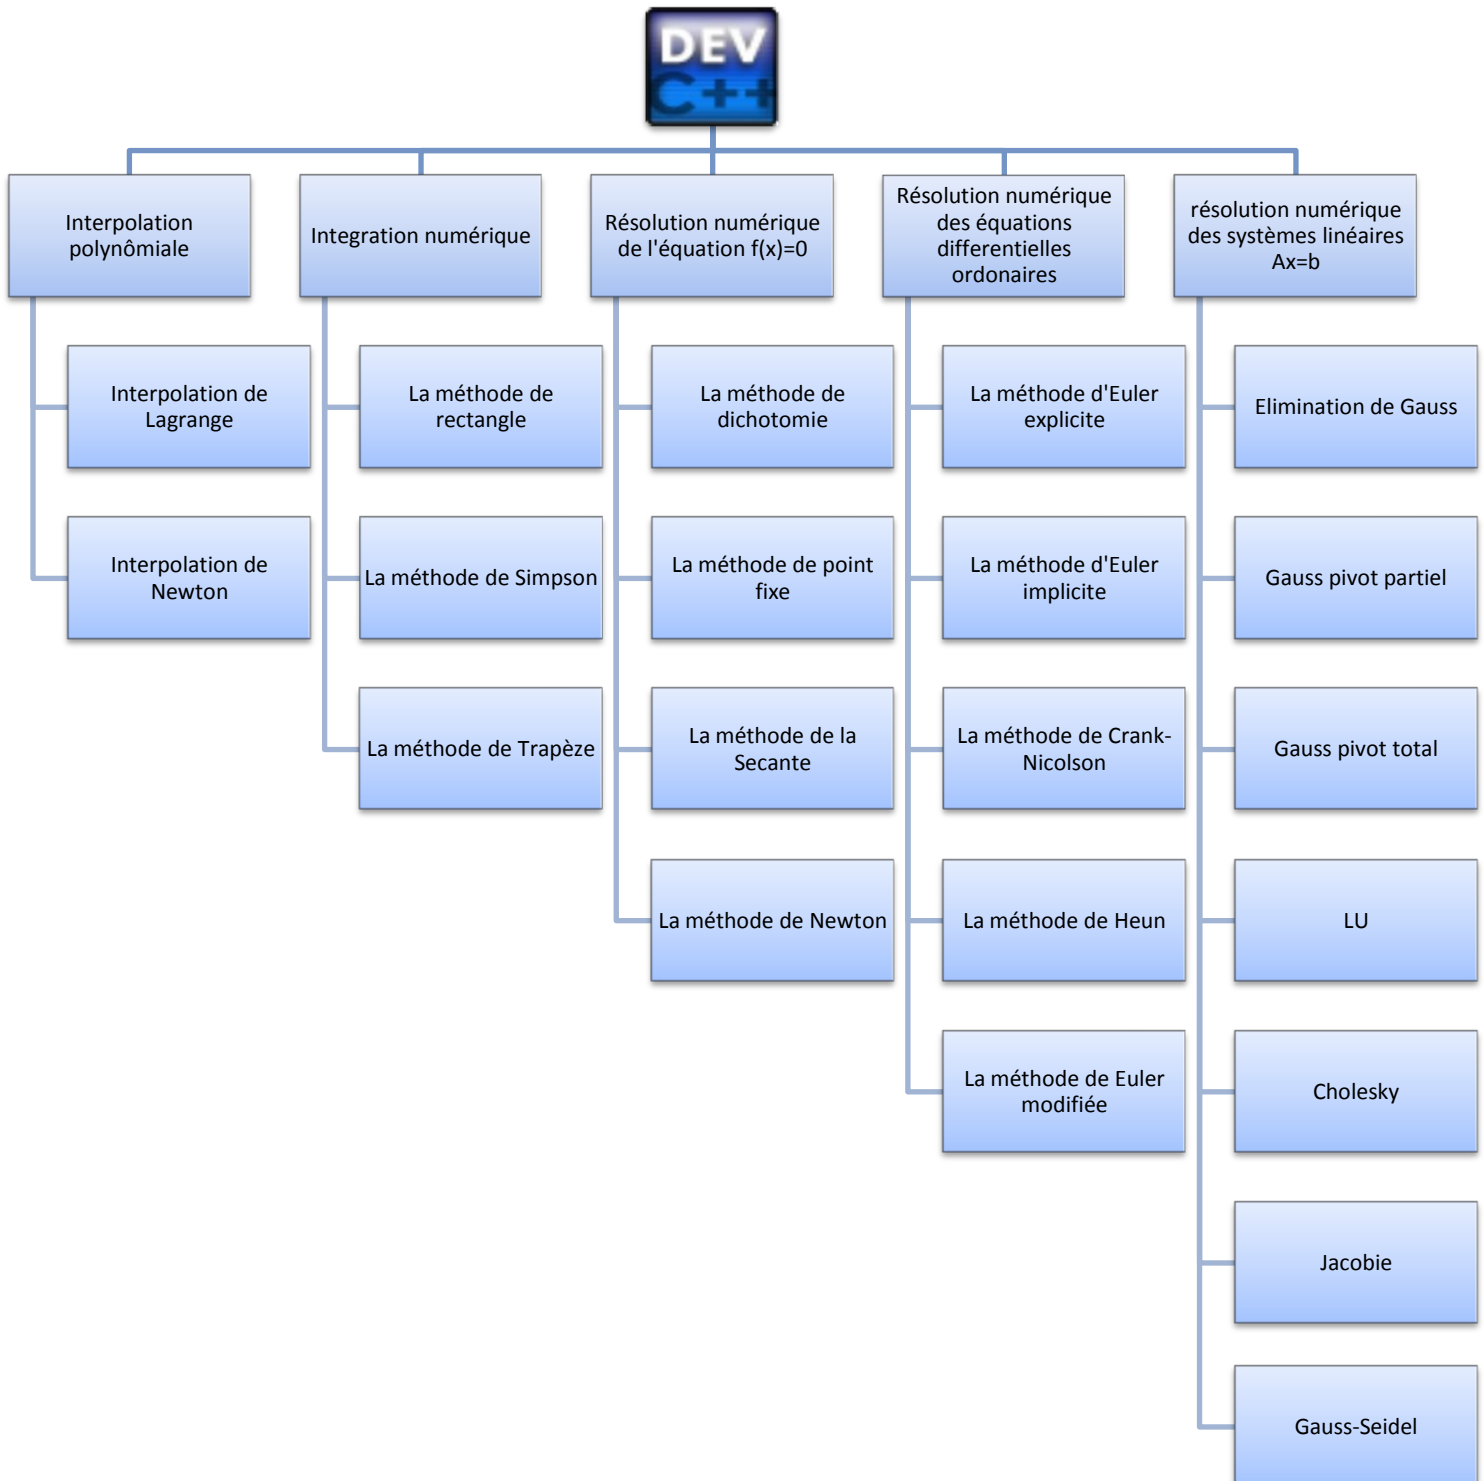 DEV
C++
Interpolation
polynômiale
Interpolation de
Lagrange
Interpolation de
Newton
Integration numérique
La méthode de
rectangle
La méthode de Simpson
La méthode de Trapèze
Résolution numérique
de l'équation f(x)=0
La méthode de
dichotomie
La méthode de point
fixe
La méthode de la
Secante
La méthode de Newton
Résolution numérique
des équations
differentielles
ordonaires
La méthode d'Euler
explicite
La méthode d'Euler
implicite
La méthode de Crank-
Nicolson
La méthode de Heun
La méthode de Euler
modifiée
résolution numérique
des systèmes linéaires
Ax=b
Elimination de Gauss
Gauss pivot partiel
Gauss pivot total
LU
Cholesky
Jacobie
Gauss-Seidel